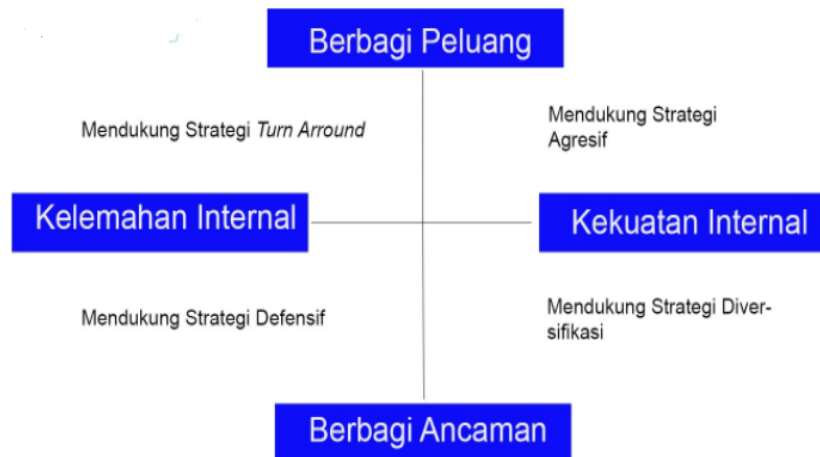 Berbagi Peluang
Mendukung Strategi Turn Arround
Mendukung Strategi
Agresif
Kelemahan Internal
Kekuatan Internal
Mendukung Strategi Defensif
Mendukung Strategi Diver-
sifikasi
Berbagi Ancaman